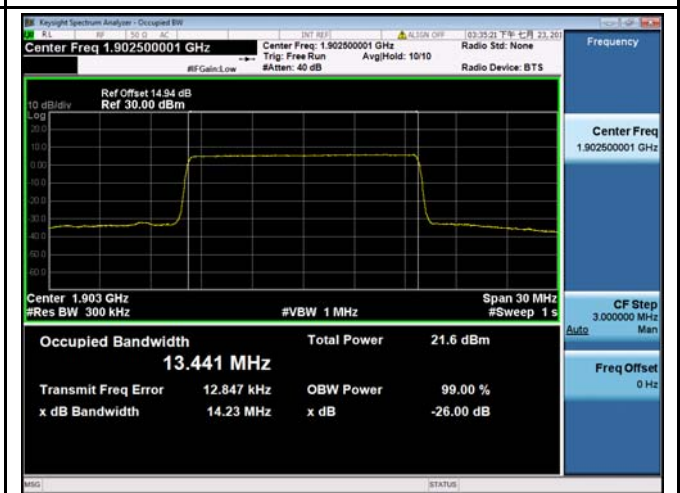 Keysight Spectrum Analyzer - Occupied BW
RL RF 50 Ω AC INT REF ALIGN OFF 03:35:21 下午 七月 23, 201
Center Freq 1.902500001 GHz
Center Freq: 1.902500001 GHz
Radio Std: None
Trig: Free Run Avg|Hold: 10/10
#IFGain:Low #Atten: 40 dB
Radio Device: BTS
Frequency
Ref Offset 14.94 dB
10 dB/div Ref 30.00 dBm
Log
20.0
10.0
0.00
-10.0
-20.0
-30.0
-40.0
-50.0
-60.0
Center 1.903 GHz
Span 30 MHz
#Res BW 300 kHz
#VBW 1 MHz
#Sweep 1 s
Occupied Bandwidth
Total Power 21.6 dBm
13.441 MHz
Transmit Freq Error 12.847 kHz
OBW Power 99.00 %
x dB Bandwidth 14.23 MHz
x dB -26.00 dB
Center Freq
1.902500001 GHz
CF Step
3.000000 MHz
Auto Man
Freq Offset
0 Hz
MSG
STATUS